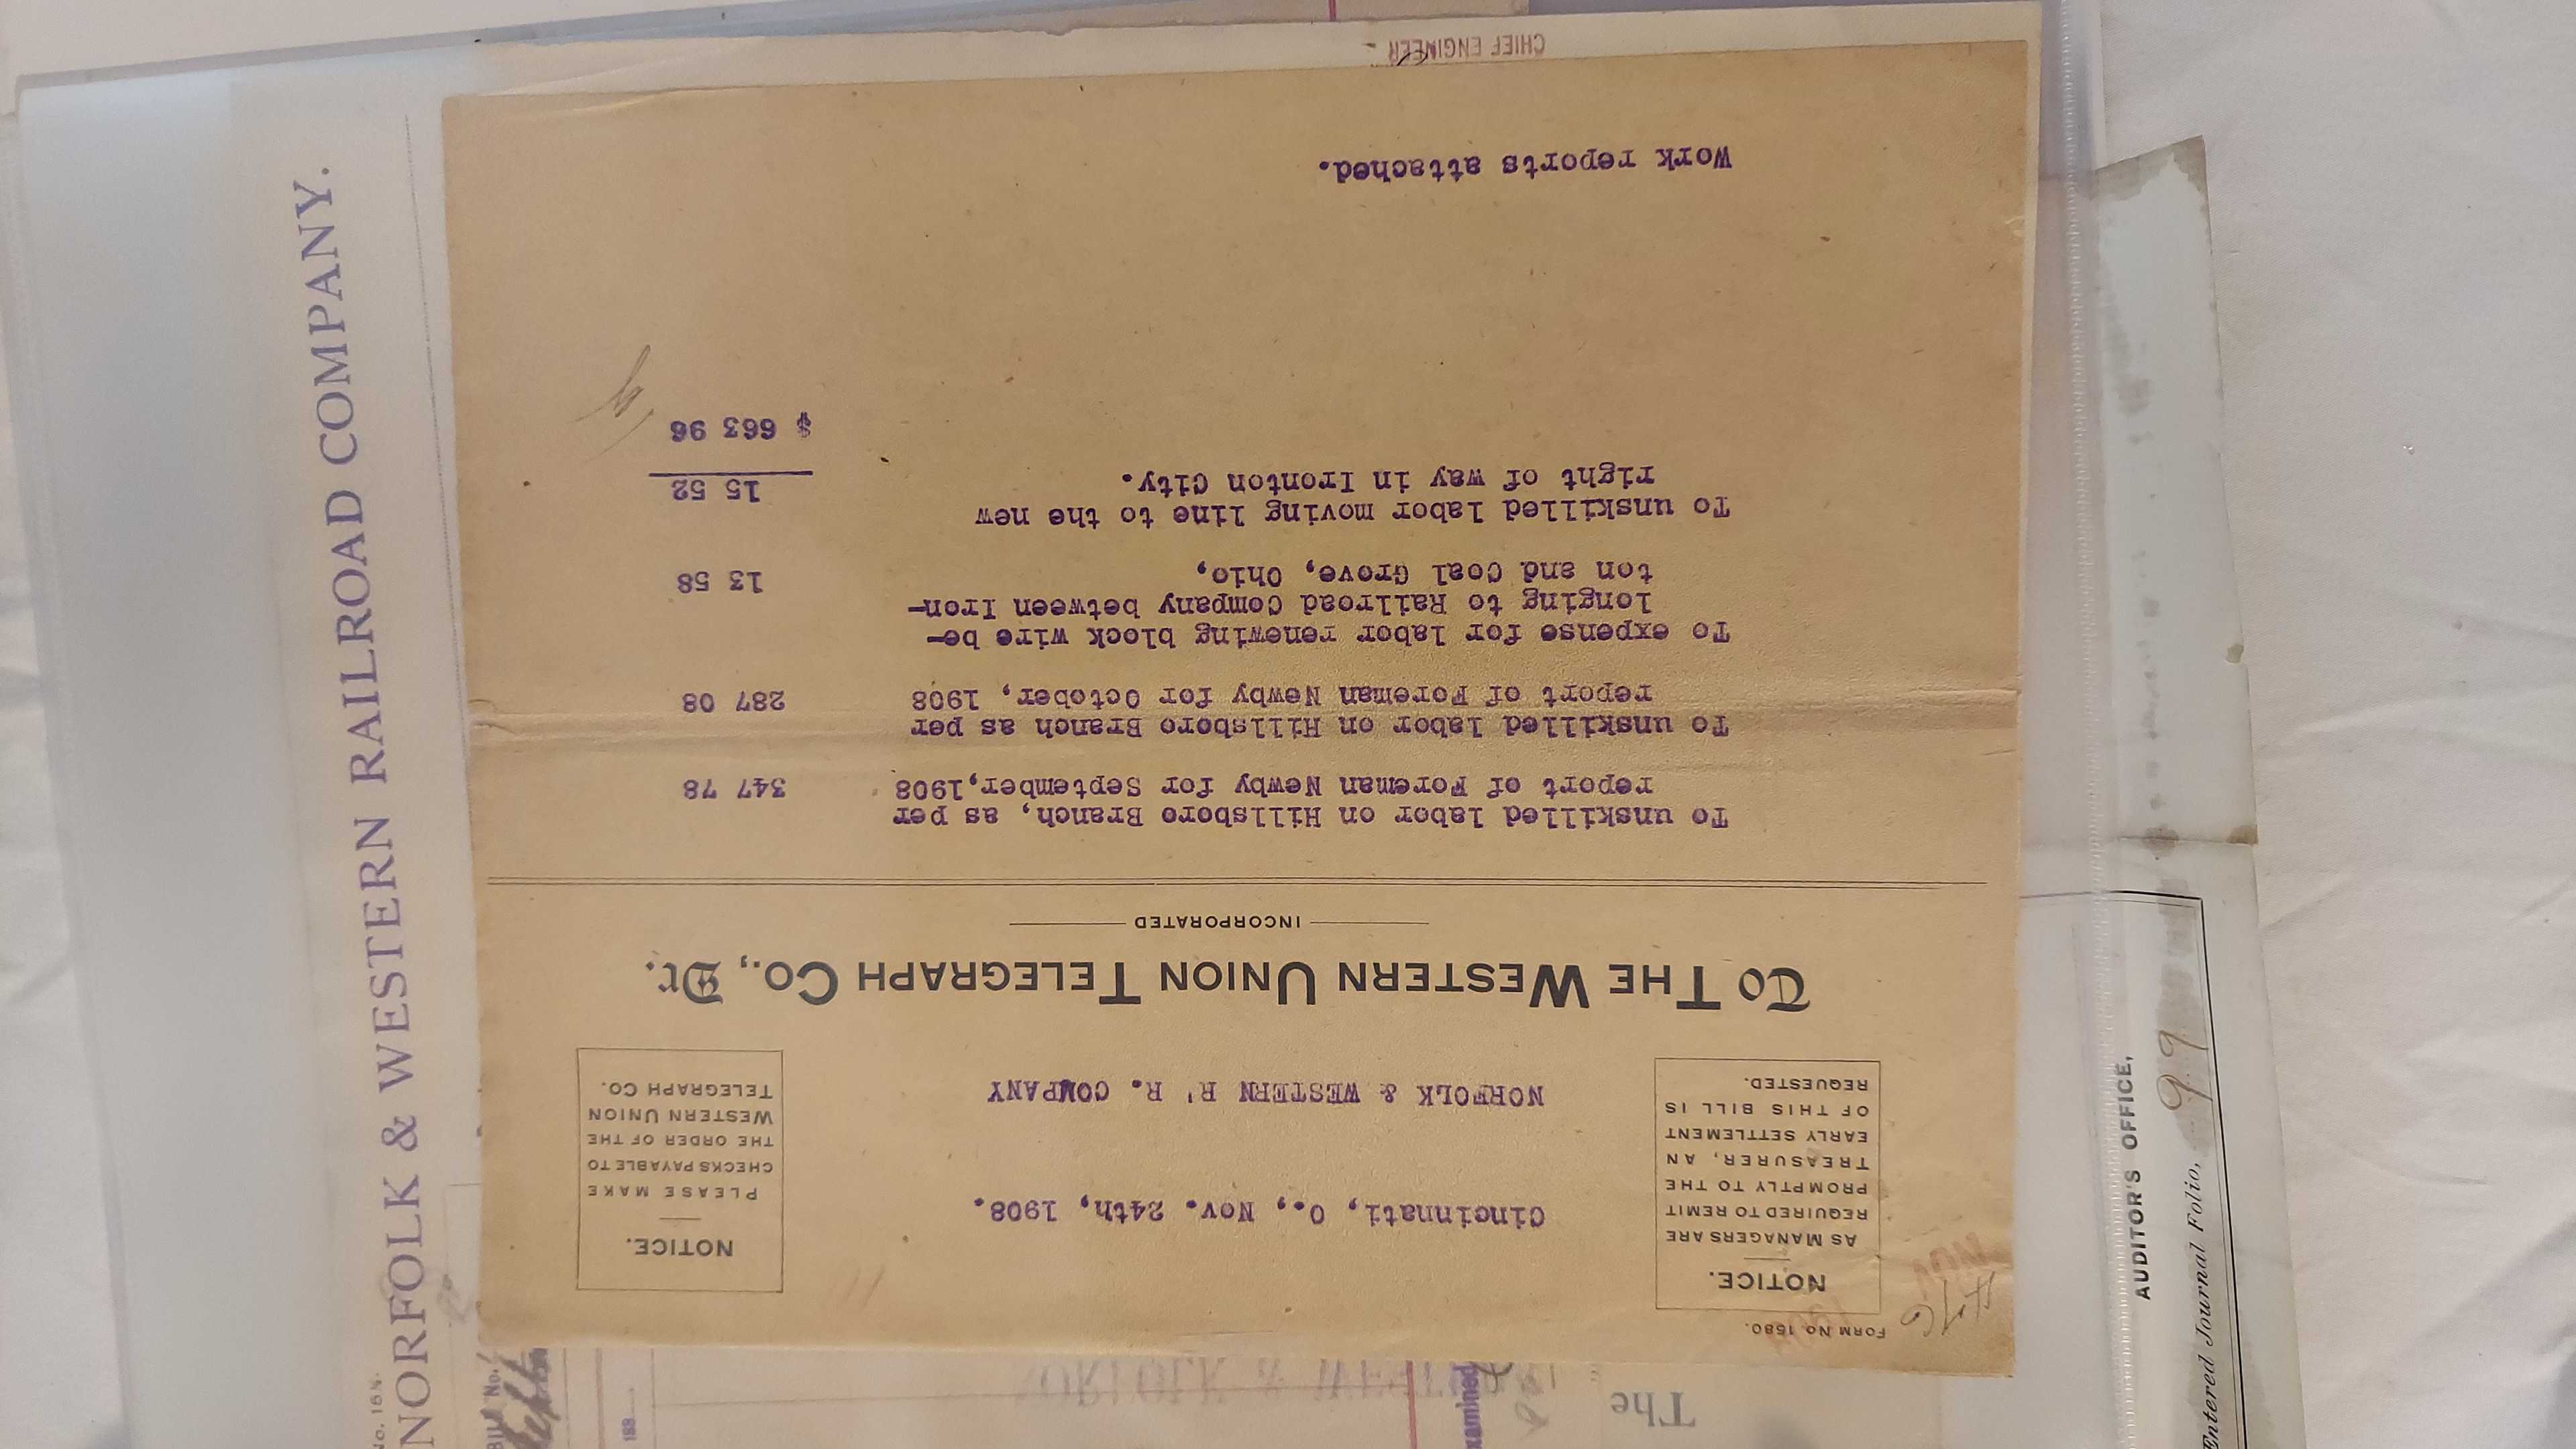 FORM No. 1580.
NOTICE.
AS MANAGERS ARE
REQUIRED TO REMIT
PROMPTLY TO THE
TREASURER, AN
EARLY SETTLEMENT
OF THIS BILL IS
REQUESTED.
Cincinnati, O., Nov. 24th, 1908.
NORFOLK & WESTERN R'R. COMPANY
NOTICE.
PLEASE MAKE
CHECKS PAYABLE TO
THE ORDER OF THE
WESTERN UNION
TELEGRAPH CO.
To THE WESTERN UNION TELEGRAPH CO., Dr.
INCORPORATED
To unskilled labor on Hillsboro Branch, as per
report of Foreman Newby for September,1908 347 78
To unskilled labor on Hillsboro Branch as per
report of Foreman Newby for October, 1908 287 08
To expense for labor renewing block wire be-
longing to Railroad Company between Iron-
ton and Coal Grove, Ohio, 13 58
To unskilled labor moving line to the new
right of way in Ironton City. 15 52
$ 663 96
Work reports attached.
CHIEF ENGINEER
NORFOLK & WESTERN RAILROAD COMPANY.
Bill No.
188
The
AUDITOR'S OFFICE.
Entered Journal Folio, 99